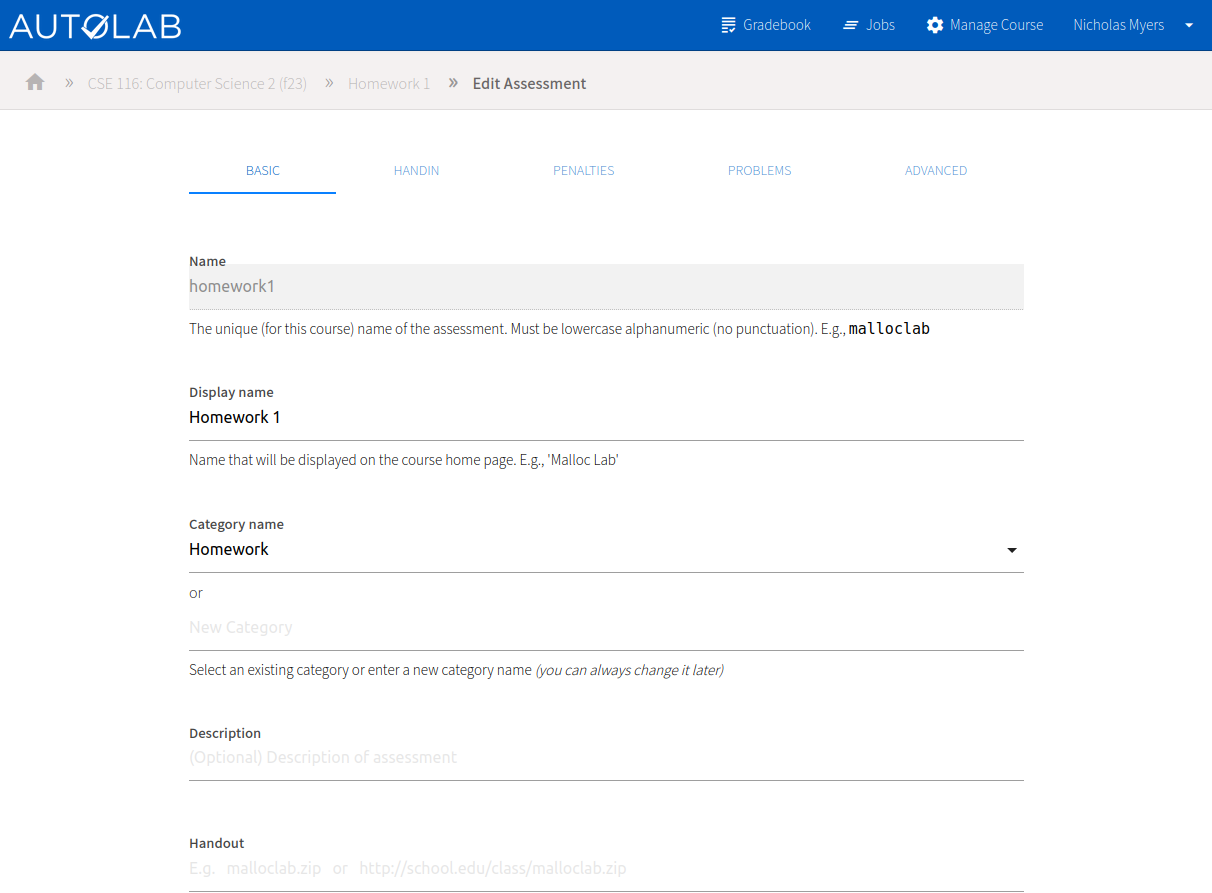 AUTOLAB Gradebook Jobs Manage Course Nicholas Myers
» CSE 116: Computer Science 2 (f23) » Homework 1 » Edit Assessment
BASIC HANDIN PENALTIES PROBLEMS ADVANCED
Name
homework1
The unique (for this course) name of the assessment. Must be lowercase alphanumeric (no punctuation). E.g., malloclab
Display name
Homework 1
Name that will be displayed on the course home page. E.g., 'Malloc Lab'
Category name
Homework
or
New Category
Select an existing category or enter a new category name (you can always change it later)
Description
(Optional) Description of assessment
Handout
E.g. malloclab.zip or http://school.edu/class/malloclab.zip